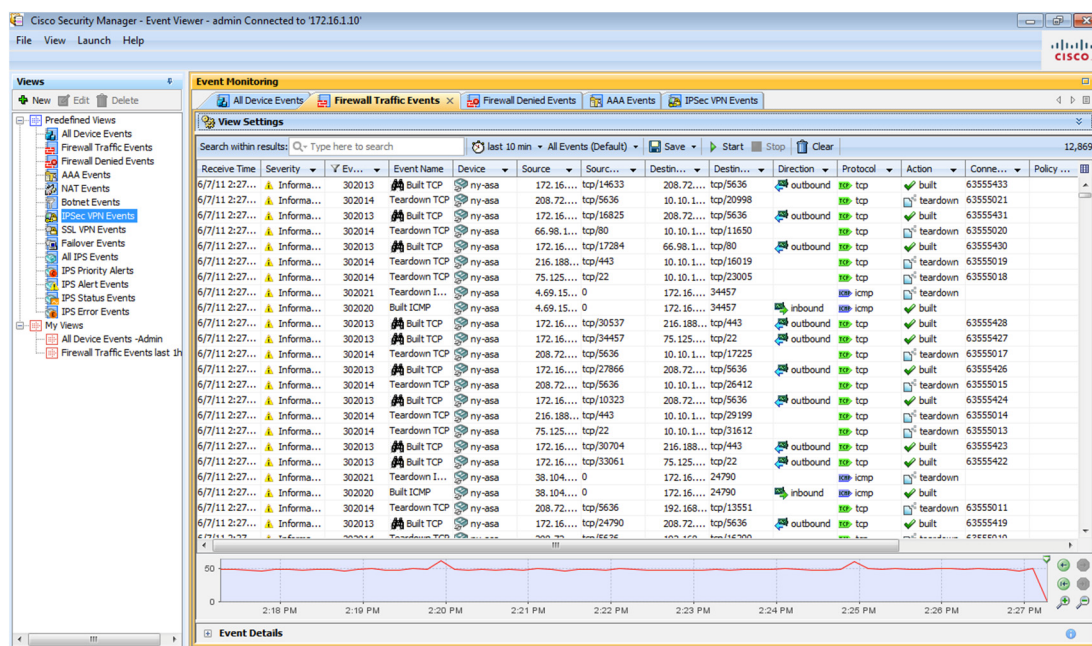 Cisco Security Manager - Event Viewer - admin Connected to '172.16.1.10'
File View Launch Help
CISCO
Views
New Edit Delete
Predefined Views
All Device Events
Firewall Traffic Events
Firewall Denied Events
AAA Events
NAT Events
Botnet Events
IPSec VPN Events
SSL VPN Events
Failover Events
All IPS Events
IPS Priority Alerts
IPS Alert Events
IPS Status Events
IPS Error Events
My Views
All Device Events -Admin
Firewall Traffic Events last 1h
Event Monitoring
All Device Events Firewall Traffic Events × Firewall Denied Events AAA Events IPSec VPN Events
View Settings
Search within results: Type here to search last 10 min All Events (Default) Save Start Stop Clear 12,869
Receive Time Severity Ev... Event Name Device Source Sourc... Destin... Destin... Direction Protocol Action Conne... Policy ...
6/7/11 2:27... Informa... 302013 Built TCP ny-asa 172.16.... tcp/14633 208.72.... tcp/5636 outbound TCP tcp built 63555433
6/7/11 2:27... Informa... 302014 Teardown TCP ny-asa 208.72.... tcp/5636 10.10.1... tcp/20998 TCP tcp teardown 63555021
6/7/11 2:27... Informa... 302013 Built TCP ny-asa 172.16.... tcp/16825 208.72.... tcp/5636 outbound TCP tcp built 63555431
6/7/11 2:27... Informa... 302014 Teardown TCP ny-asa 66.98.1... tcp/80 10.10.1... tcp/11650 TCP tcp teardown 63555020
6/7/11 2:27... Informa... 302013 Built TCP ny-asa 172.16.... tcp/17284 66.98.1... tcp/80 outbound TCP tcp built 63555430
6/7/11 2:27... Informa... 302014 Teardown TCP ny-asa 216.188... tcp/443 10.10.1... tcp/16019 TCP tcp teardown 63555019
6/7/11 2:27... Informa... 302014 Teardown TCP ny-asa 75.125.... tcp/22 10.10.1... tcp/23005 TCP tcp teardown 63555018
6/7/11 2:27... Informa... 302021 Teardown I... ny-asa 4.69.15... 0 172.16.... 34457 ICMP icmp teardown
6/7/11 2:27... Informa... 302020 Built ICMP ny-asa 4.69.15... 0 172.16.... 34457 inbound ICMP icmp built
6/7/11 2:27... Informa... 302013 Built TCP ny-asa 172.16.... tcp/30537 216.188... tcp/443 outbound TCP tcp built 63555428
6/7/11 2:27... Informa... 302013 Built TCP ny-asa 172.16.... tcp/34457 75.125.... tcp/22 outbound TCP tcp built 63555427
6/7/11 2:27... Informa... 302014 Teardown TCP ny-asa 208.72.... tcp/5636 10.10.1... tcp/17225 TCP tcp teardown 63555017
6/7/11 2:27... Informa... 302013 Built TCP ny-asa 172.16.... tcp/27866 208.72.... tcp/5636 outbound TCP tcp built 63555426
6/7/11 2:27... Informa... 302014 Teardown TCP ny-asa 208.72.... tcp/5636 10.10.1... tcp/26412 TCP tcp teardown 63555015
6/7/11 2:27... Informa... 302013 Built TCP ny-asa 172.16.... tcp/10323 208.72.... tcp/5636 outbound TCP tcp built 63555424
6/7/11 2:27... Informa... 302014 Teardown TCP ny-asa 216.188... tcp/443 10.10.1... tcp/29199 TCP tcp teardown 63555014
6/7/11 2:27... Informa... 302014 Teardown TCP ny-asa 75.125.... tcp/22 10.10.1... tcp/31612 TCP tcp teardown 63555013
6/7/11 2:27... Informa... 302013 Built TCP ny-asa 172.16.... tcp/30704 216.188... tcp/443 outbound TCP tcp built 63555423
6/7/11 2:27... Informa... 302013 Built TCP ny-asa 172.16.... tcp/33061 75.125.... tcp/22 outbound TCP tcp built 63555422
6/7/11 2:27... Informa... 302021 Teardown I... ny-asa 38.104.... 0 172.16.... 24790 ICMP icmp teardown
6/7/11 2:27... Informa... 302020 Built ICMP ny-asa 38.104.... 0 172.16.... 24790 inbound ICMP icmp built
6/7/11 2:27... Informa... 302014 Teardown TCP ny-asa 208.72.... tcp/5636 192.168... tcp/13551 TCP tcp teardown 63555011
6/7/11 2:27... Informa... 302013 Built TCP ny-asa 172.16.... tcp/24790 208.72.... tcp/5636 outbound TCP tcp built 63555419
50
0
2:18 PM 2:19 PM 2:20 PM 2:21 PM 2:22 PM 2:23 PM 2:24 PM 2:25 PM 2:26 PM 2:27 PM
Event Details